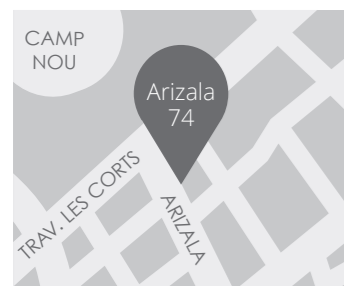 CAMP
NOU
Arizala
74
TRAV. LES CORTS
ARIZALA